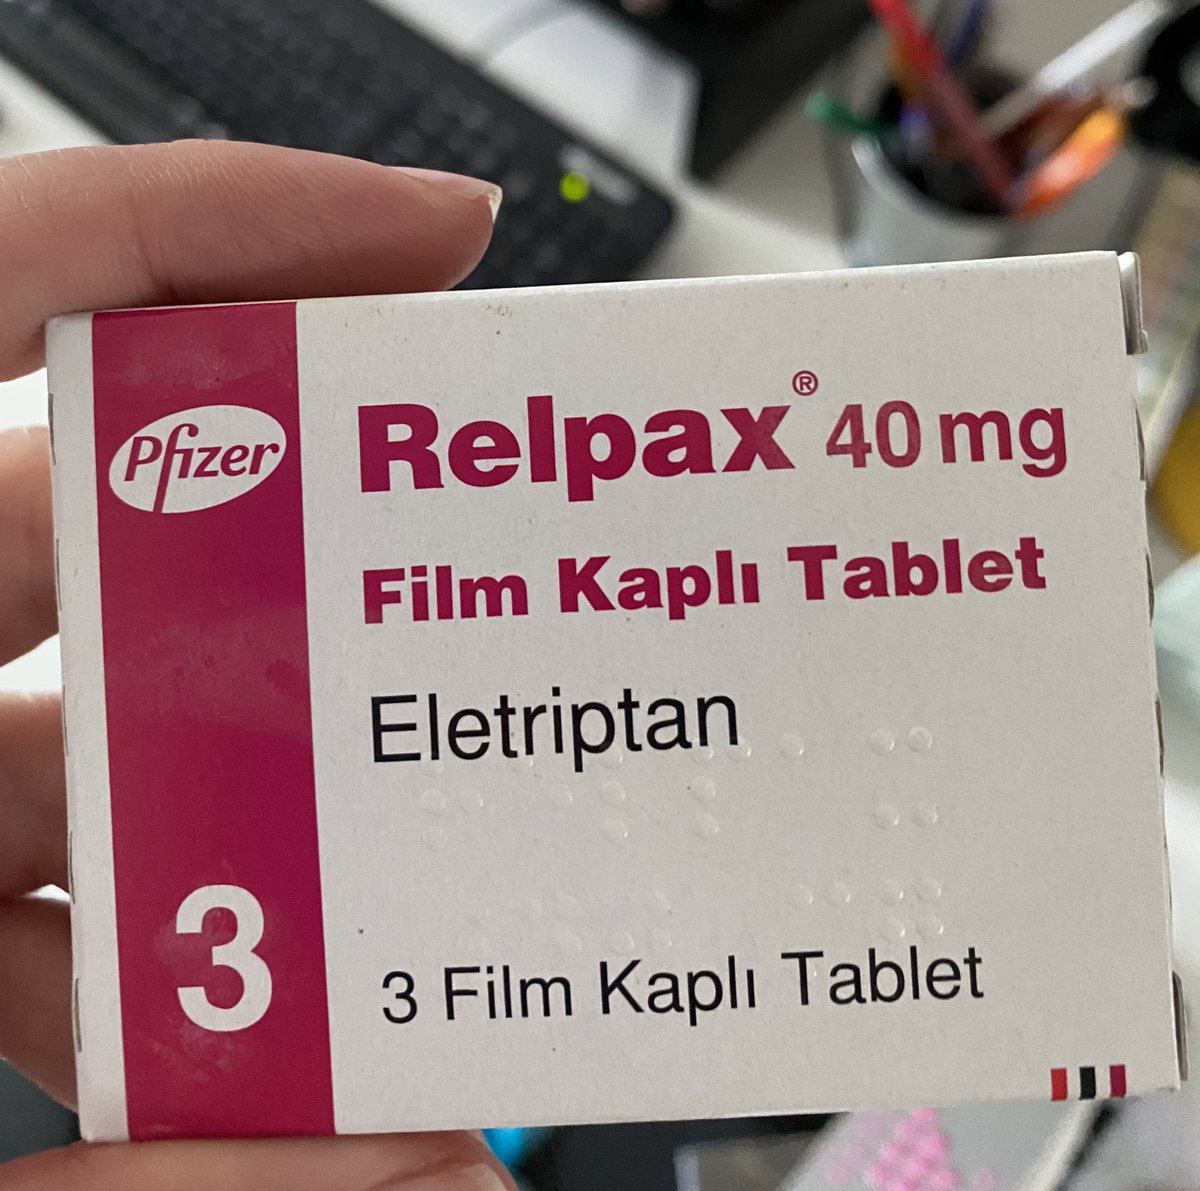 Pfizer
Relpax® 40 mg
Film Kaplı Tablet
Eletriptan
3
3 Film Kaplı Tablet